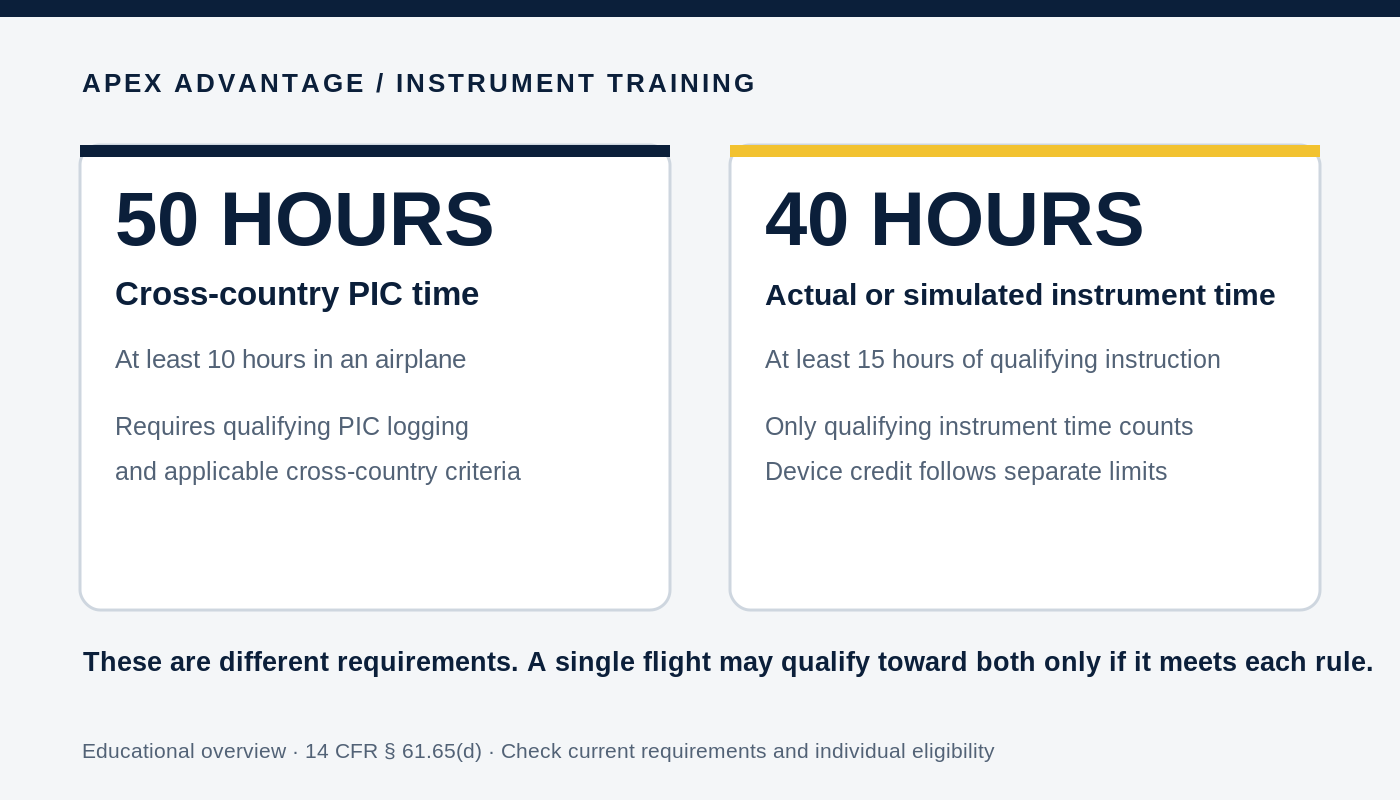 APEX ADVANTAGE / INSTRUMENT TRAINING
50 HOURS
Cross-country PIC time
At least 10 hours in an airplane
Requires qualifying PIC logging
and applicable cross-country criteria
40 HOURS
Actual or simulated instrument time
At least 15 hours of qualifying instruction
Only qualifying instrument time counts
Device credit follows separate limits
These are different requirements. A single flight may qualify toward both only if it meets each rule.
Educational overview · 14 CFR § 61.65(d) · Check current requirements and individual eligibility